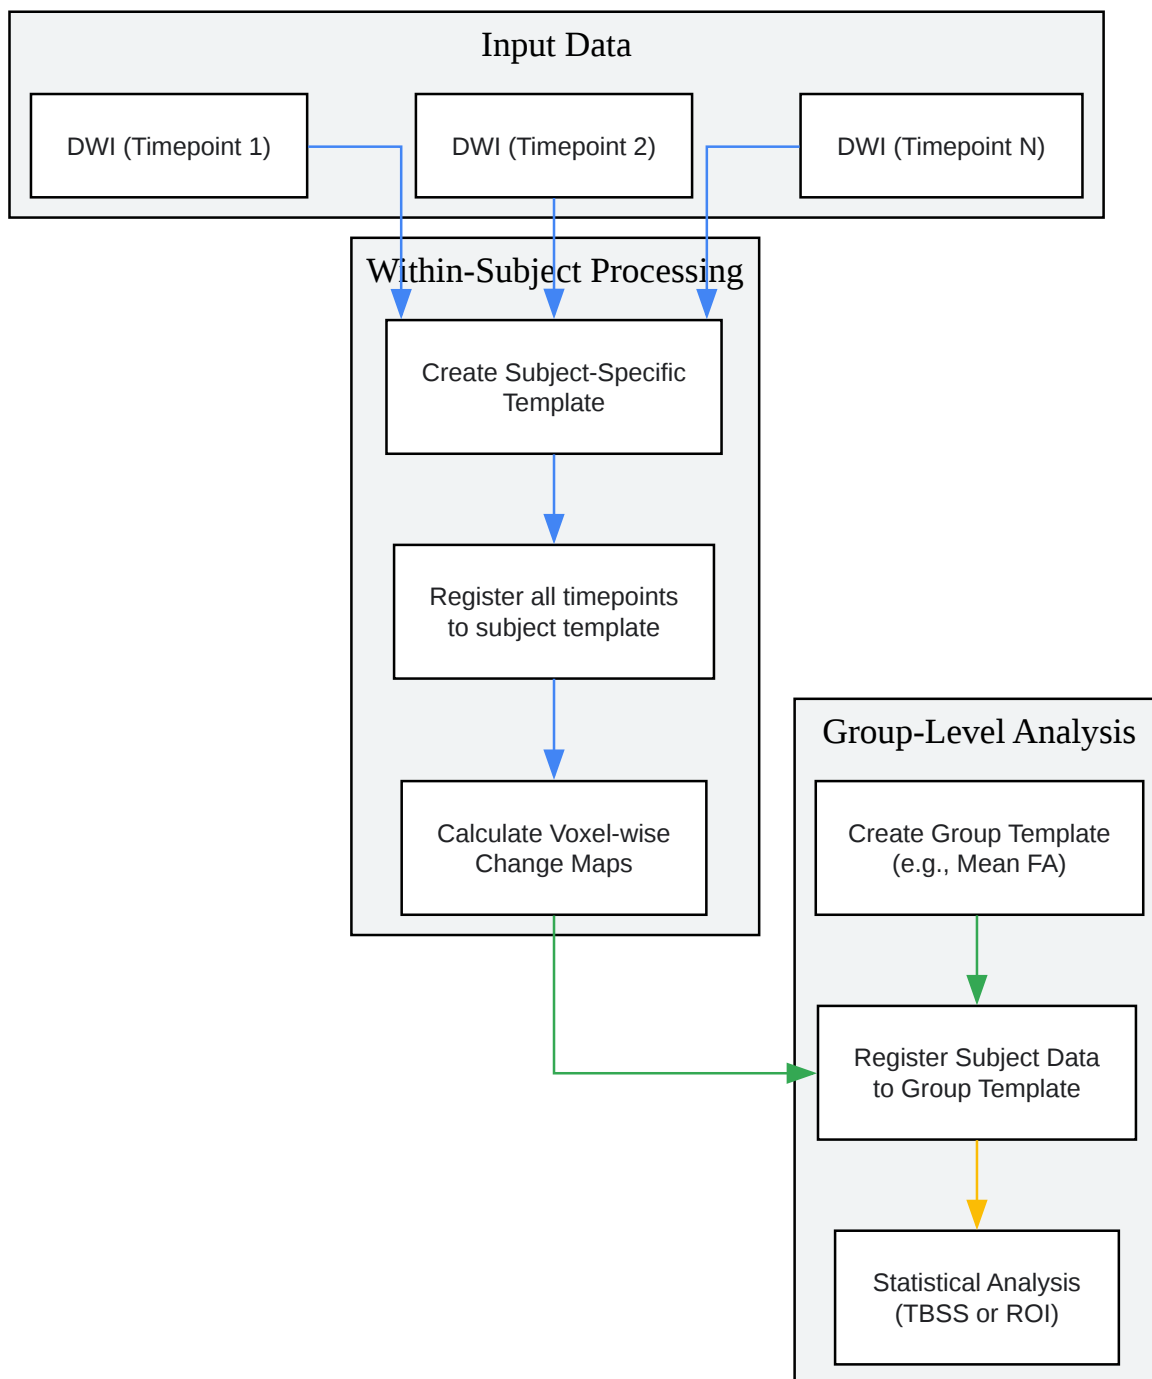 Input Data
DWI (Timepoint 1)
DWI (Timepoint 2)
DWI (Timepoint N)
Within-Subject Processing
Create Subject-Specific
Template
Register all timepoints
to subject template
Calculate Voxel-wise
Change Maps
Group-Level Analysis
Create Group Template
(e.g., Mean FA)
Register Subject Data
to Group Template
Statistical Analysis
(TBSS or ROI)